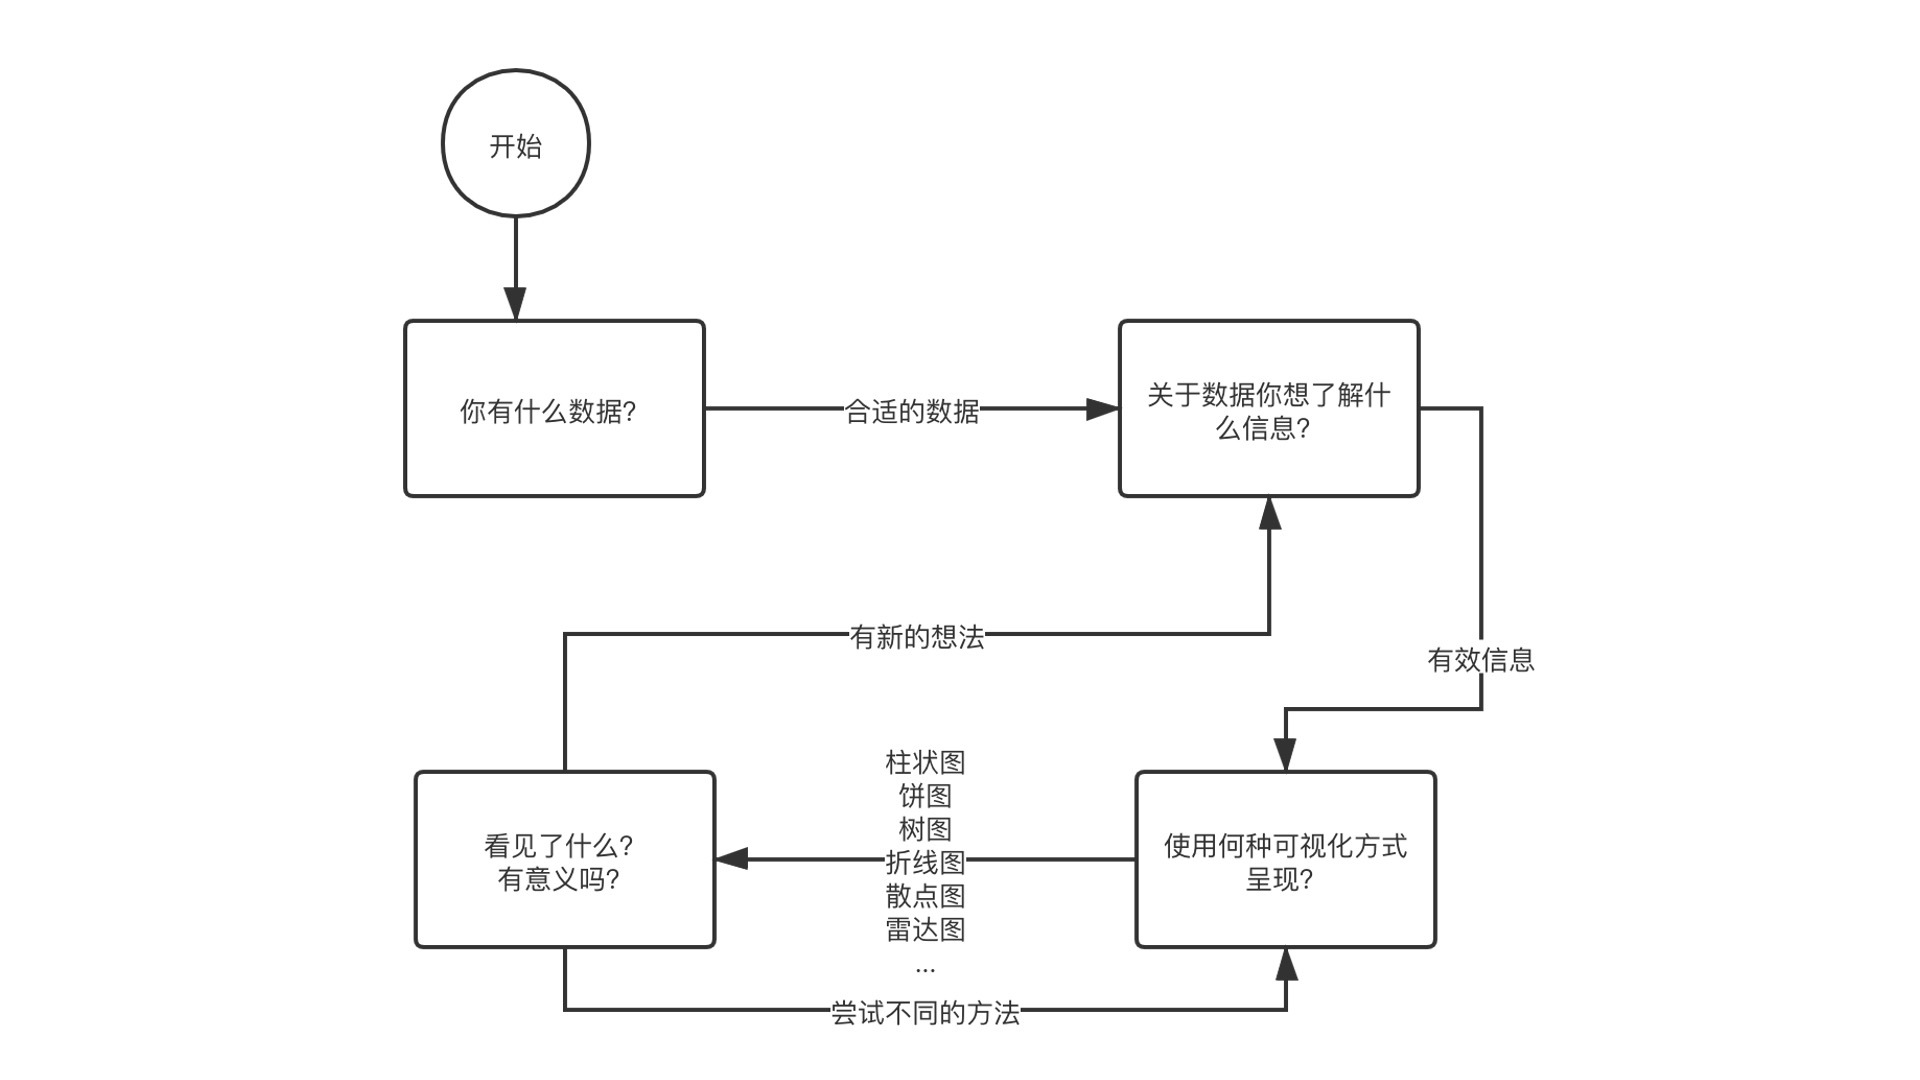 开始
你有什么数据?
合适的数据
关于数据你想了解什
么信息?
有新的想法
有效信息
看见了什么?
有意义吗?
柱状图
饼图
树图
折线图
散点图
雷达图
...
使用何种可视化方式
呈现?
尝试不同的方法